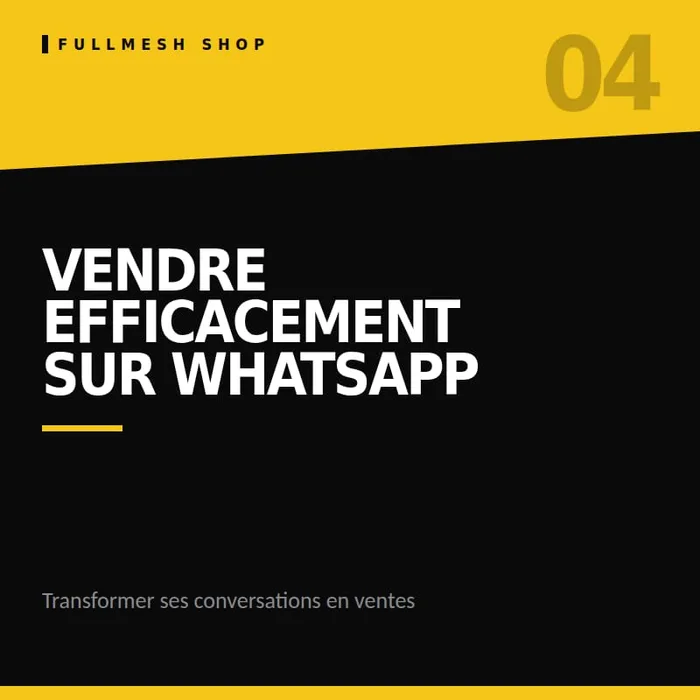 FULLMESH SHOP
04
VENDRE
EFFICACEMENT
SUR WHATSAPP
Transformer ses conversations en ventes